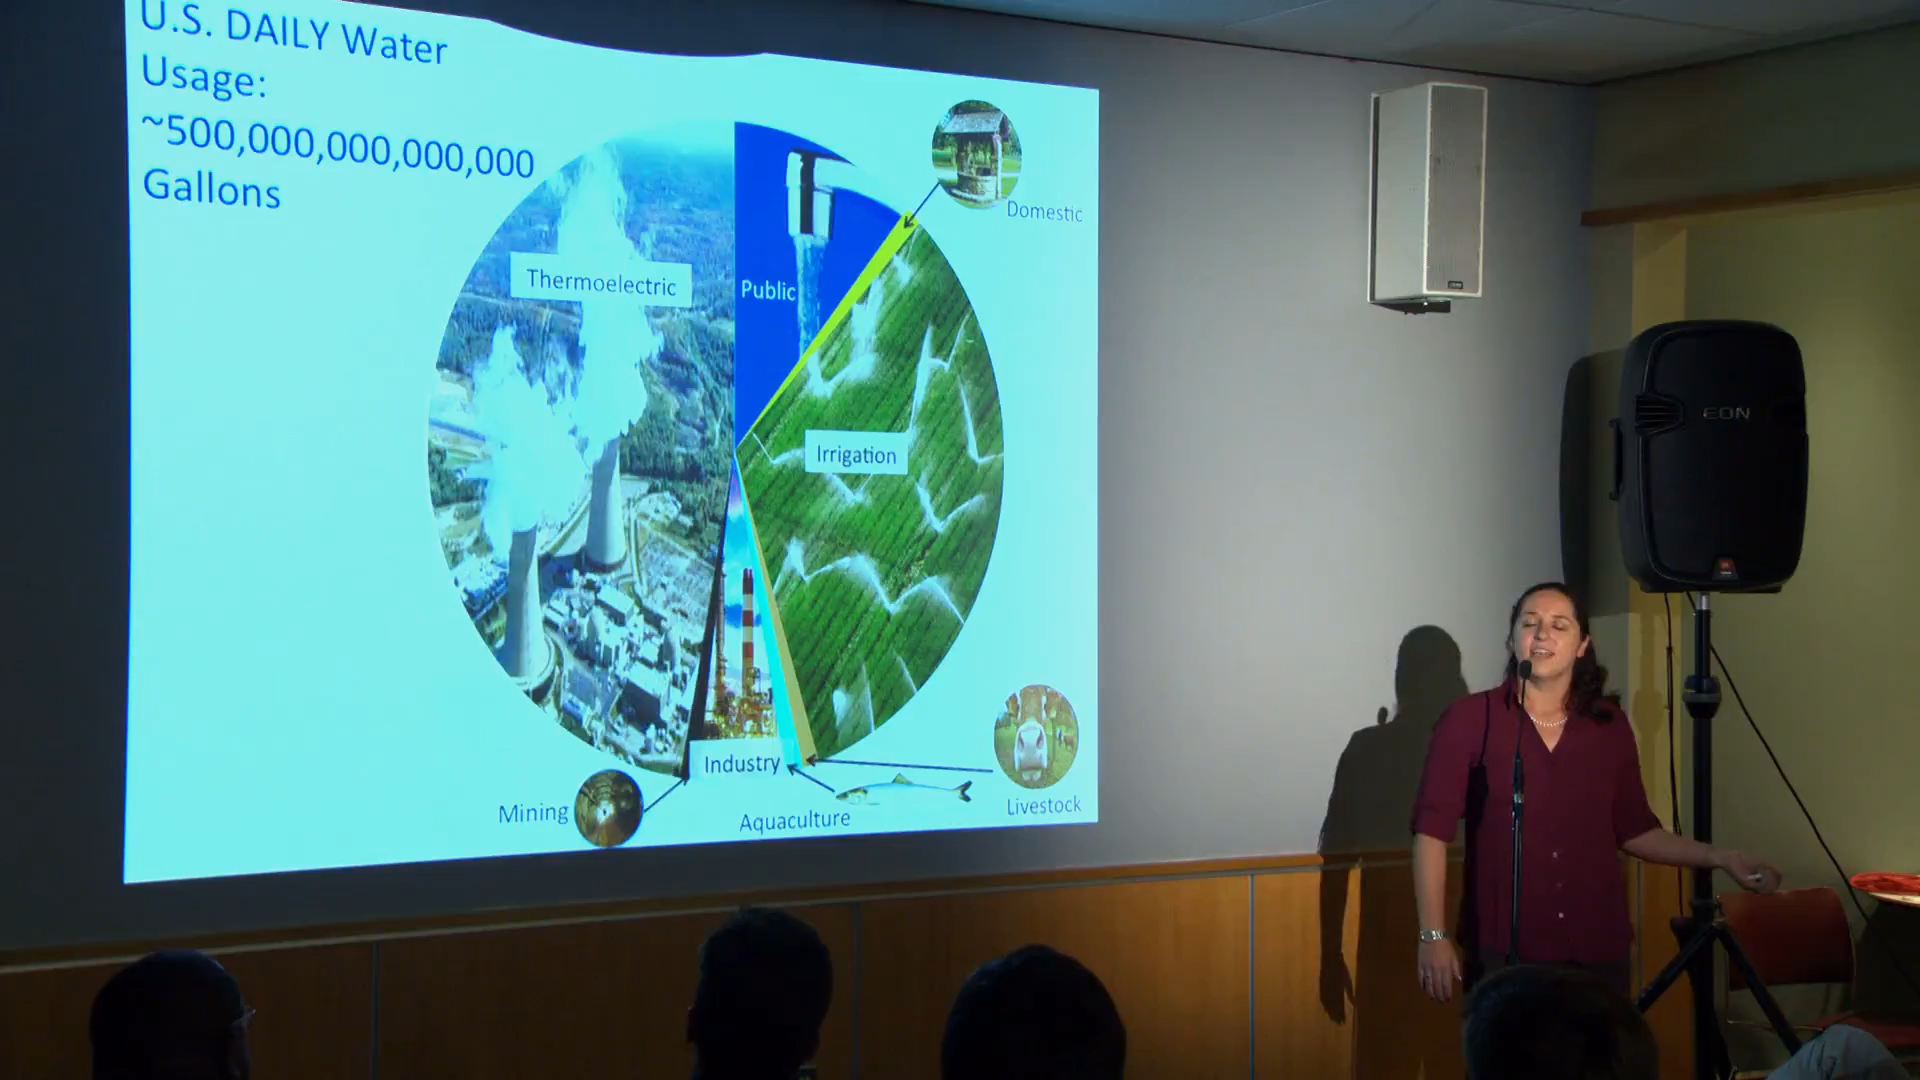 U.S. DAILY Water
Usage:
~500,000,000,000,000
Gallons
Domestic
Thermoelectric
Public
Irrigation
Industry
Mining
Aquaculture
Livestock
EON